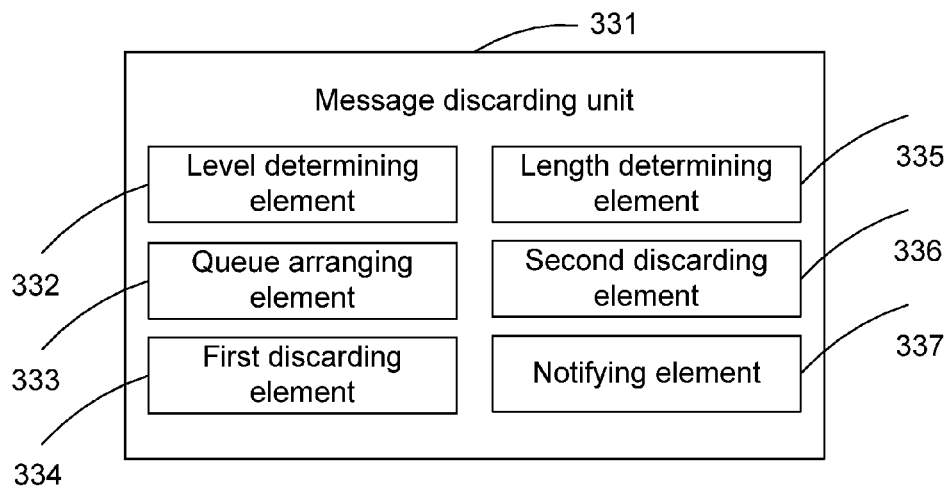 331
Message discarding unit
Level determining
element
Length determining
element
335
332
Queue arranging
element
Second discarding
element
336
333
First discarding
element
Notifying element
337
334